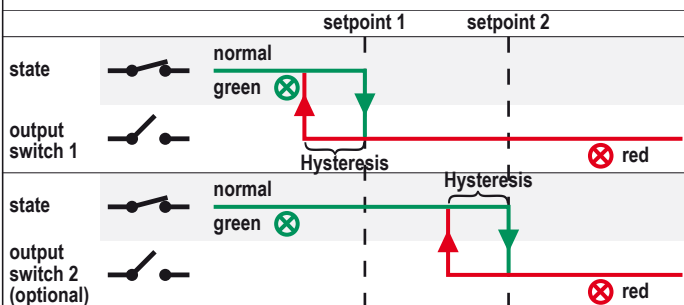 setpoint 1 setpoint 2
state normal
green
output
switch 1
Hysteresis
red
state normal
Hysteresis
green
output
switch 2
(optional)
red